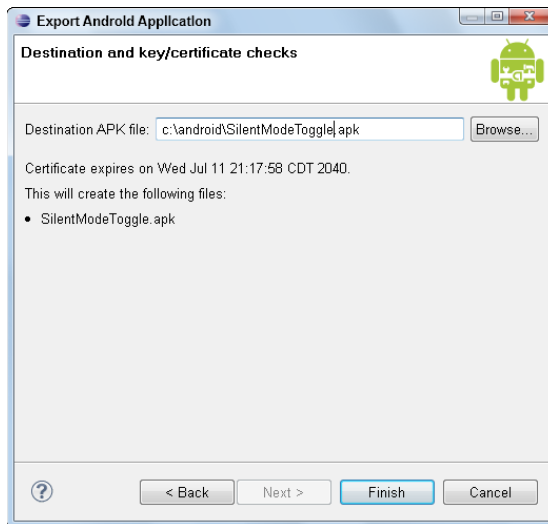 Export Android Application
Destination and key/certificate checks
Destination APK file: c:\android\SilentModeToggle.apk Browse...
Certificate expires on Wed Jul 11 21:17:58 CDT 2040.
This will create the following files:
• SilentModeToggle.apk
? < Back Next > Finish Cancel